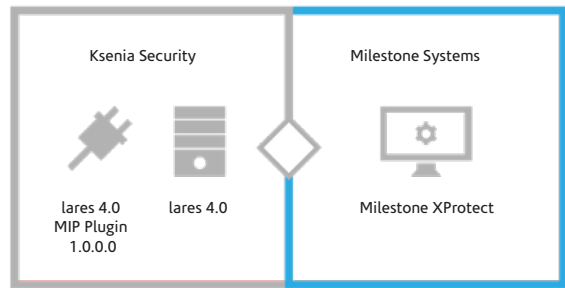 Ksenia Security
Milestone Systems
lares 4.0
MIP Plugin
1.0.0.0
lares 4.0
Milestone XProtect